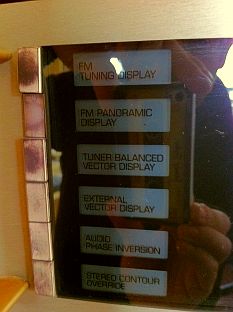 FM
TUNING DISPLAY
FM PANORAMIC
DISPLAY
TUNER BALANCED
VECTOR DISPLAY
EXTERNAL
VECTOR DISPLAY
AUDIO
PHASE INVERSION
STEREO CONTOUR
OVERRIDE